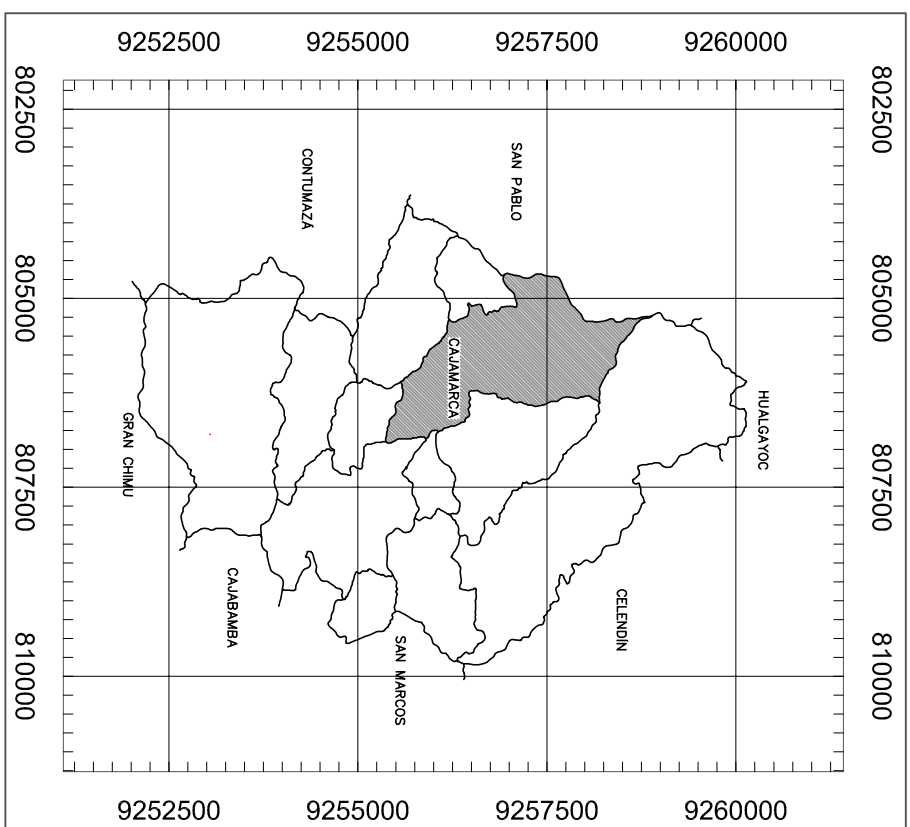 9252500 9255000 9257500 9260000
802500 802500
SAN PABLO
CONTUMAZÁ
805000 805000
CAJAMARCA
HUALGAYOC
GRAN CHIMU
807500 807500
CAJABAMBA
CELENDÍN
SAN MARCOS
810000 810000
9252500 9255000 9257500 9260000